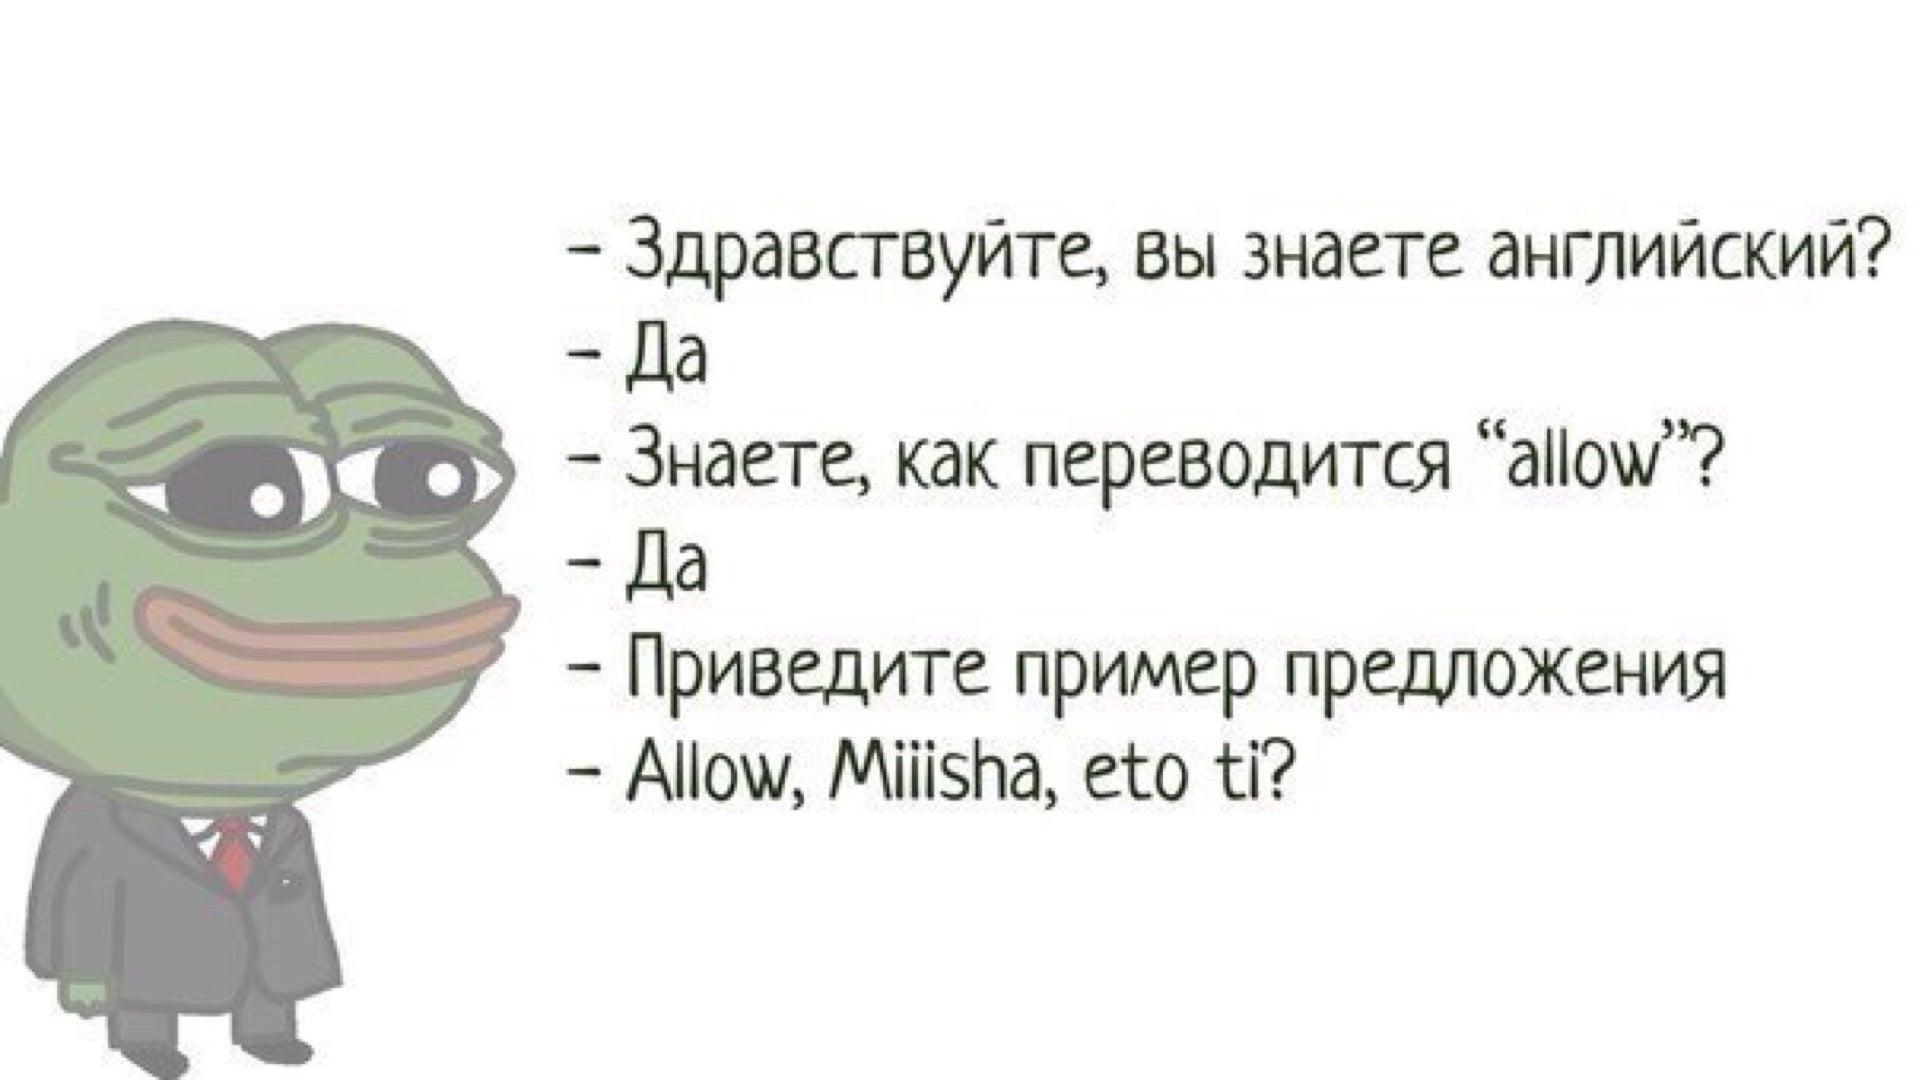 - Здравствуйте, вы знаете английский?
- Да
- Знаете, как переводится “allow”?
- Да
- Приведите пример предложения
- Allow, Miiisha, eto ti?